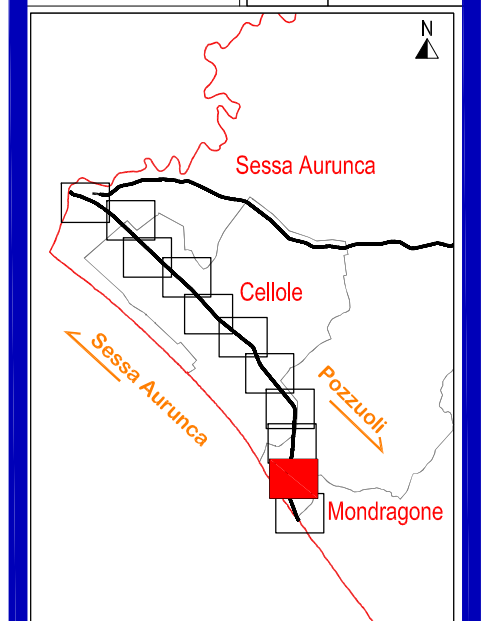 N
Sessa Aurunca
Cellole
Sessa Aurunca
Pozzuoli
Mondragone